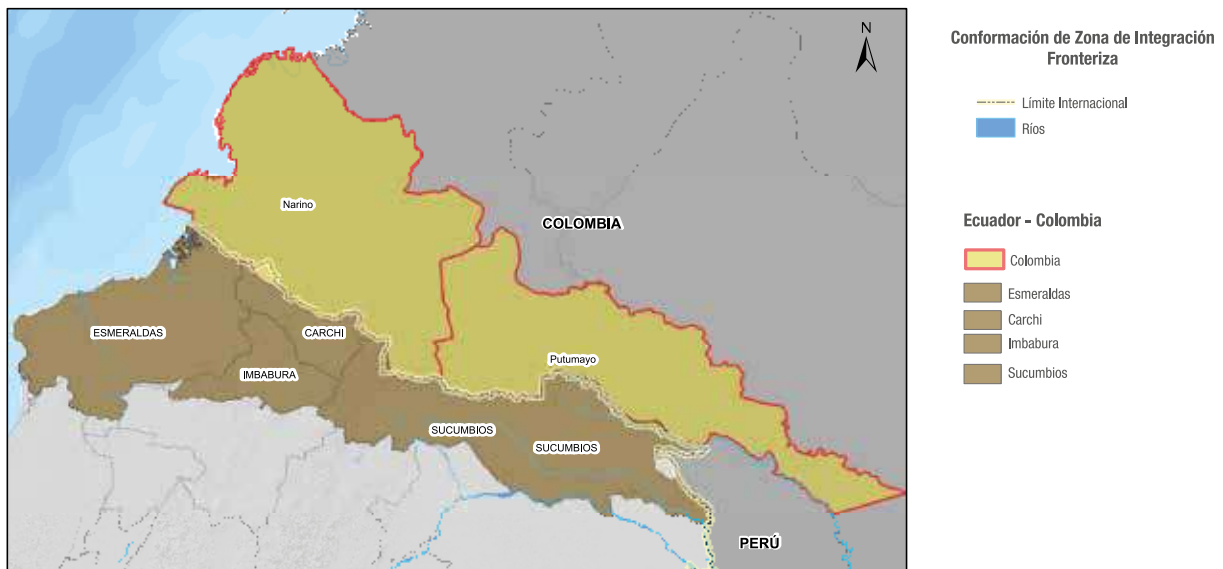 N
Narino
COLOMBIA
ESMERALDAS
CARCHI
IMBABURA
Putumayo
SUCUMBIOS
SUCUMBIOS
PERÚ
Conformación de Zona de Integración
Fronteriza
Límite Internacional
Ríos
Ecuador - Colombia
Colombia
Esmeraldas
Carchi
Imbabura
Sucumbios